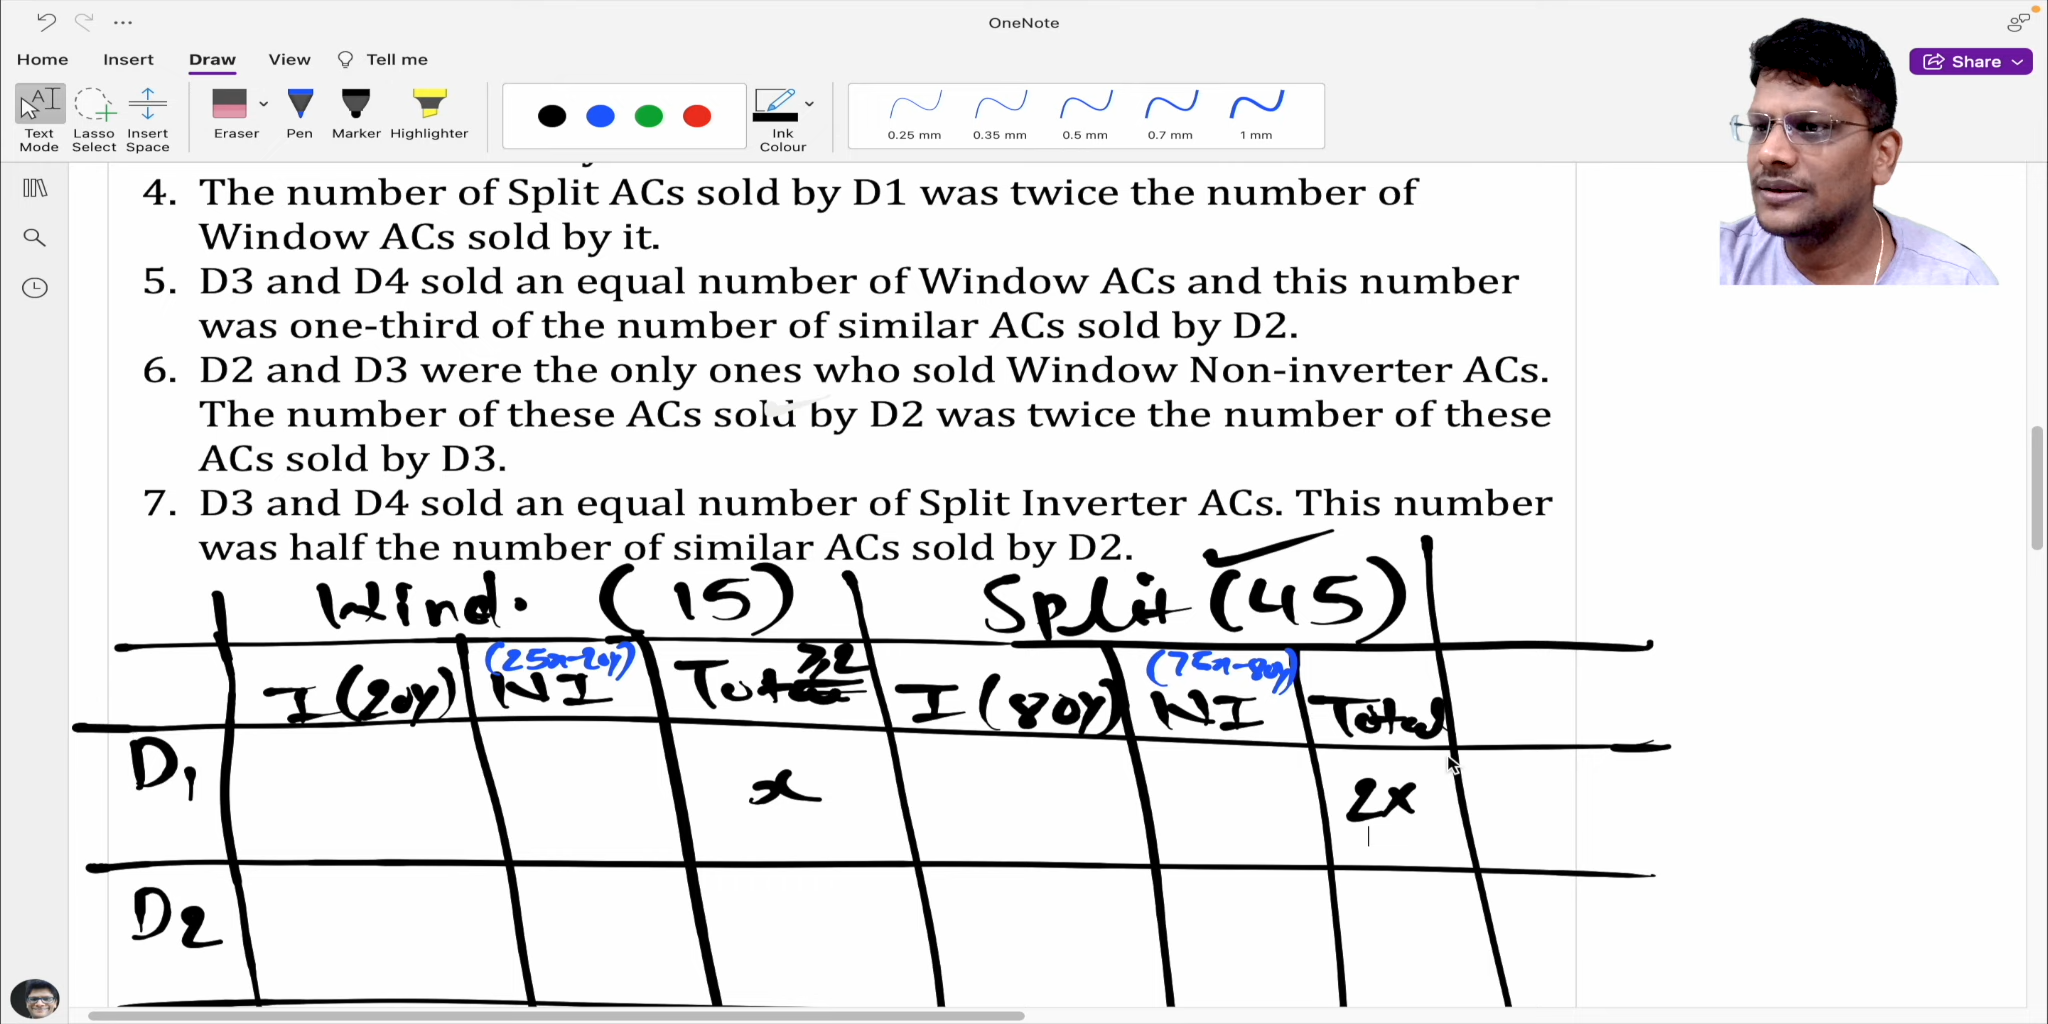 OneNote
Home Insert Draw View Tell me
Share
Text Mode
Lasso Select
Insert Space
Eraser
Pen
Marker
Highlighter
Ink Colour
0.25 mm
0.35 mm
0.5 mm
0.7 mm
1 mm
4. The number of Split ACs sold by D1 was twice the number of
Window ACs sold by it.
5. D3 and D4 sold an equal number of Window ACs and this number
was one-third of the number of similar ACs sold by D2.
6. D2 and D3 were the only ones who sold Window Non-inverter ACs.
The number of these ACs sold by D2 was twice the number of these
ACs sold by D3.
7. D3 and D4 sold an equal number of Split Inverter ACs. This number
was half the number of similar ACs sold by D2.
Wind. (15) Split (45)
(25x-20y) ≥2 (75x-80y)
I (20y) NI Total I (80y) NI Total
D1 x 2x
D2